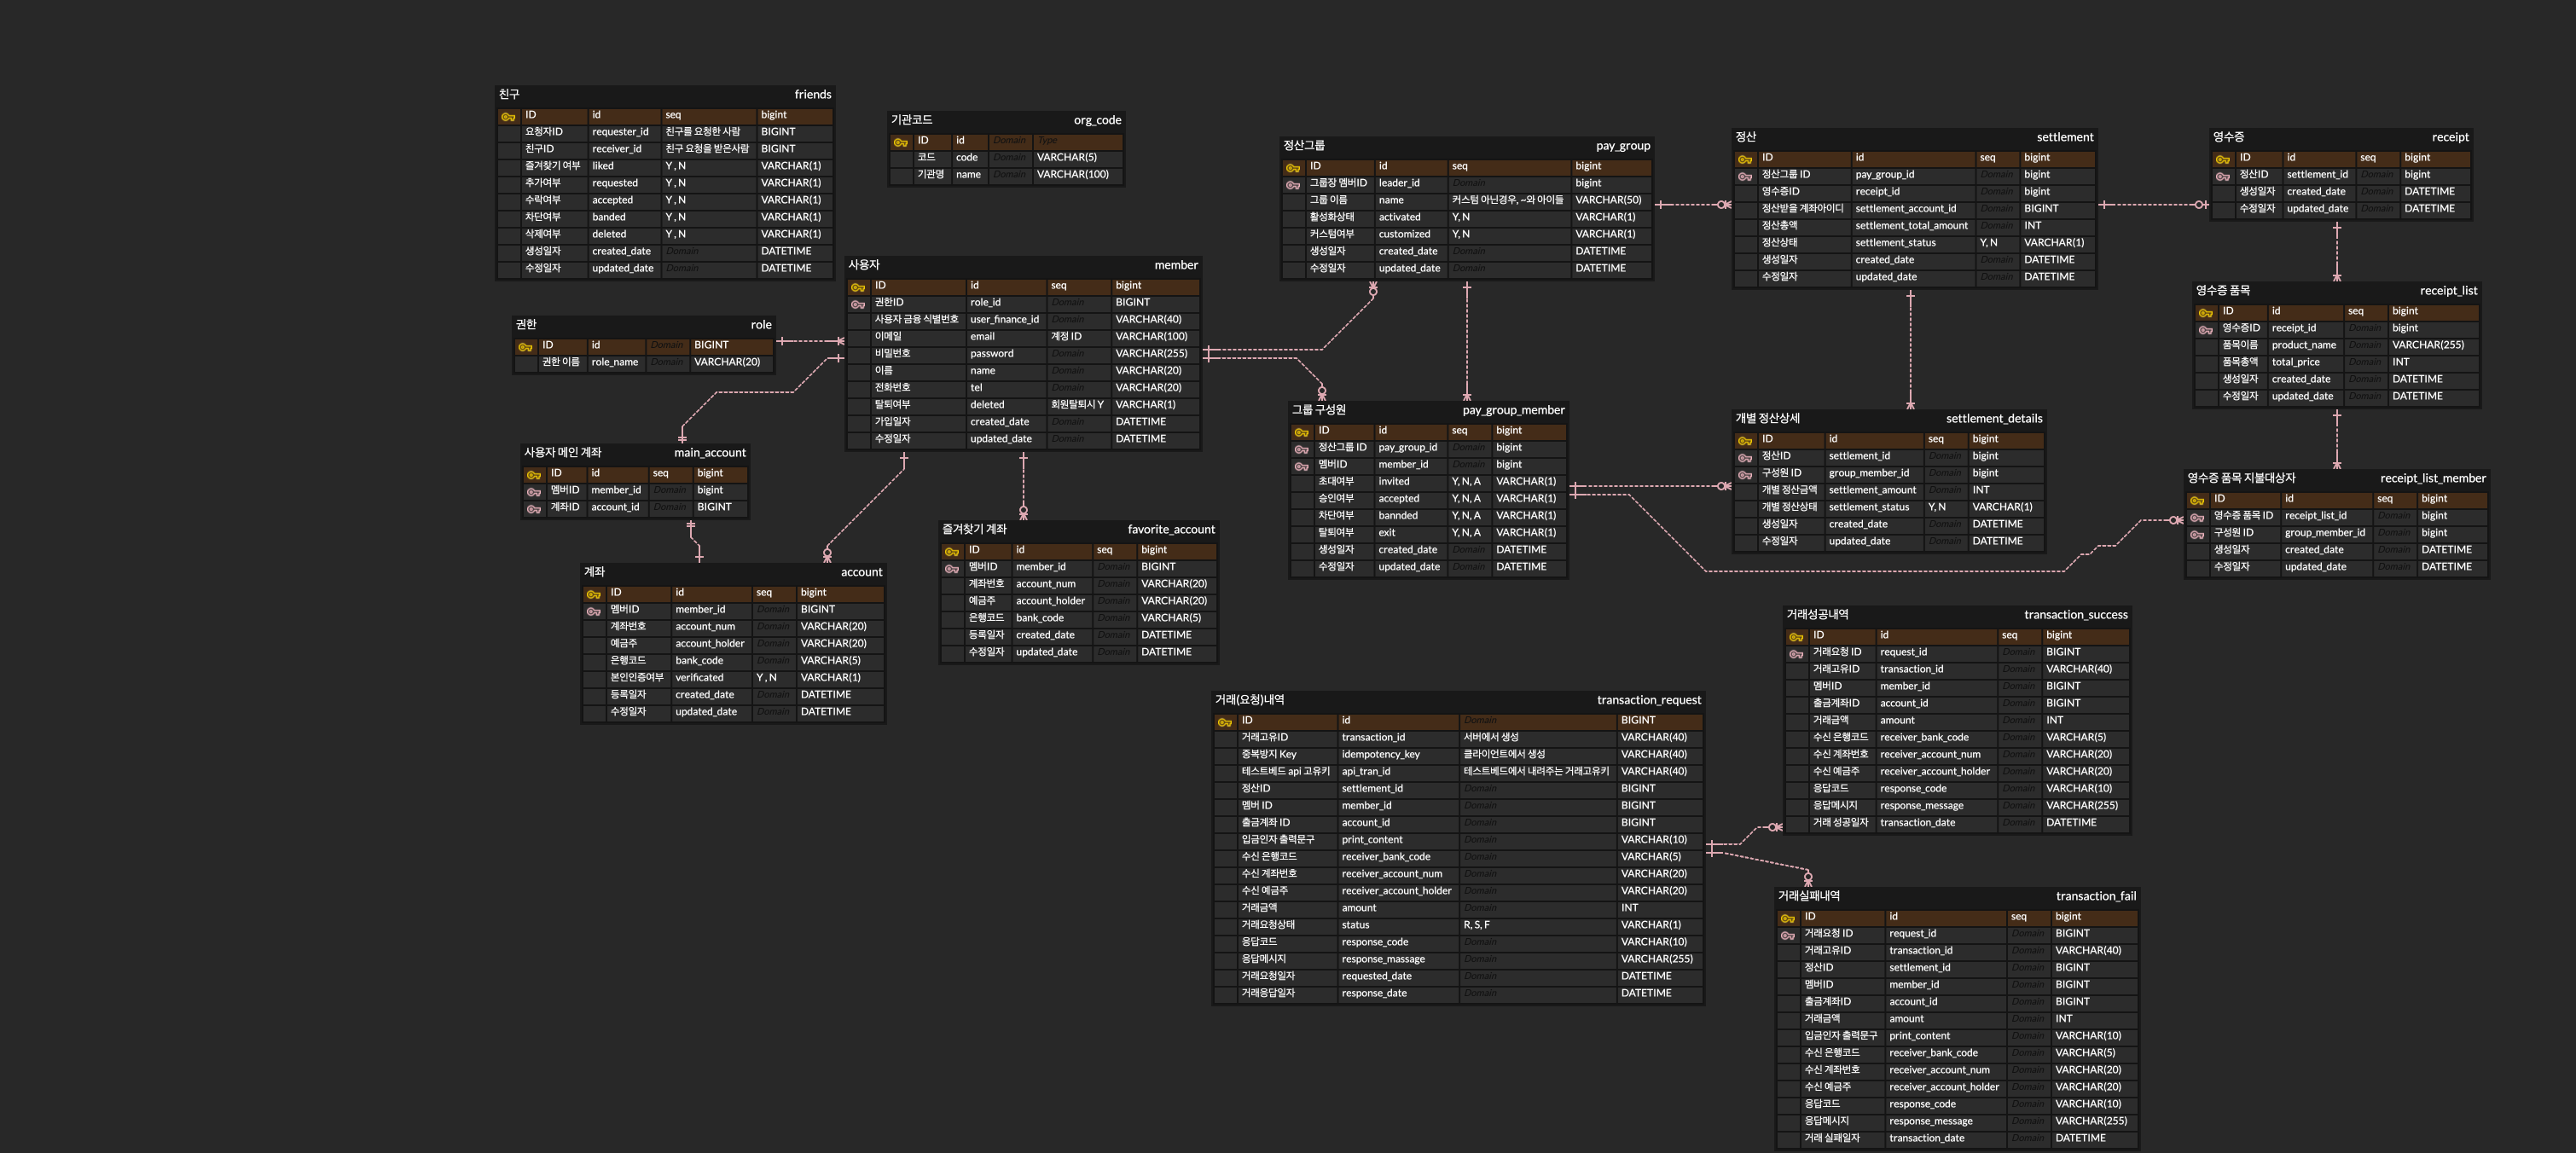 친구 friends
ID id seq bigint
요청자ID requester_id 친구를 요청한 사람 BIGINT
친구ID receiver_id 친구 요청을 받은사람 BIGINT
즐겨찾기 여부 liked Y , N VARCHAR(1)
추가여부 requested Y , N VARCHAR(1)
수락여부 accepted Y , N VARCHAR(1)
차단여부 banded Y , N VARCHAR(1)
삭제여부 deleted Y , N VARCHAR(1)
생성일자 created_date Domain DATETIME
수정일자 updated_date Domain DATETIME
기관코드 org_code
ID id Domain Type
코드 code Domain VARCHAR(5)
기관명 name Domain VARCHAR(100)
권한 role
ID id Domain BIGINT
권한 이름 role_name Domain VARCHAR(20)
사용자 member
ID id seq bigint
권한ID role_id Domain BIGINT
사용자 금융 식별번호 user_finance_id Domain VARCHAR(40)
이메일 email 계정 ID VARCHAR(100)
비밀번호 password Domain VARCHAR(255)
이름 name Domain VARCHAR(20)
전화번호 tel Domain VARCHAR(20)
탈퇴여부 deleted 회원탈퇴시 Y VARCHAR(1)
가입일자 created_date Domain DATETIME
수정일자 updated_date Domain DATETIME
사용자 메인 계좌 main_account
ID id seq bigint
멤버ID member_id Domain bigint
계좌ID account_id Domain BIGINT
계좌 account
ID id seq bigint
멤버ID member_id Domain BIGINT
계좌번호 account_num Domain VARCHAR(20)
예금주 account_holder Domain VARCHAR(20)
은행코드 bank_code Domain VARCHAR(5)
본인인증여부 verificated Y , N VARCHAR(1)
등록일자 created_date Domain DATETIME
수정일자 updated_date Domain DATETIME
즐겨찾기 계좌 favorite_account
ID id seq bigint
멤버ID member_id Domain BIGINT
계좌번호 account_num Domain VARCHAR(20)
예금주 account_holder Domain VARCHAR(20)
은행코드 bank_code Domain VARCHAR(5)
등록일자 created_date Domain DATETIME
수정일자 updated_date Domain DATETIME
정산그룹 pay_group
ID id seq bigint
그룹장 멤버ID leader_id Domain bigint
그룹 이름 name 커스텀 아닌경우, ~와 아이들 VARCHAR(50)
활성화상태 activated Y, N VARCHAR(1)
커스텀여부 customized Y, N VARCHAR(1)
생성일자 created_date Domain DATETIME
수정일자 updated_date Domain DATETIME
그룹 구성원 pay_group_member
ID id seq bigint
정산그룹 ID pay_group_id Domain bigint
멤버ID member_id Domain bigint
초대여부 invited Y, N, A VARCHAR(1)
승인여부 accepted Y, N, A VARCHAR(1)
차단여부 bannded Y, N, A VARCHAR(1)
탈퇴여부 exit Y, N, A VARCHAR(1)
생성일자 created_date Domain DATETIME
수정일자 updated_date Domain DATETIME
정산 settlement
ID id seq bigint
정산그룹 ID pay_group_id Domain bigint
영수증ID receipt_id Domain bigint
정산받을 계좌아이디 settlement_account_id Domain BIGINT
정산총액 settlement_total_amount Domain INT
정산상태 settlement_status Y, N VARCHAR(1)
생성일자 created_date Domain DATETIME
수정일자 updated_date Domain DATETIME
개별 정산상세 settlement_details
ID id seq bigint
정산ID settlement_id Domain bigint
구성원 ID group_member_id Domain bigint
개별 정산금액 settlement_amount Domain INT
개별 정산상태 settlement_status Y, N VARCHAR(1)
생성일자 created_date Domain DATETIME
수정일자 updated_date Domain DATETIME
영수증 receipt
ID id seq bigint
정산ID settlement_id Domain bigint
생성일자 created_date Domain DATETIME
수정일자 updated_date Domain DATETIME
영수증 품목 receipt_list
ID id seq bigint
영수증ID receipt_id Domain bigint
품목이름 product_name Domain VARCHAR(255)
품목총액 total_price Domain INT
생성일자 created_date Domain DATETIME
수정일자 updated_date Domain DATETIME
영수증 품목 지불대상자 receipt_list_member
ID id seq bigint
영수증 품목 ID receipt_list_id Domain bigint
구성원 ID group_member_id Domain bigint
생성일자 created_date Domain DATETIME
수정일자 updated_date Domain DATETIME
거래(요청)내역 transaction_request
ID id Domain BIGINT
거래고유ID transaction_id 서버에서 생성 VARCHAR(40)
중복방지 Key idempotency_key 클라이언트에서 생성 VARCHAR(40)
테스트베드 api 고유키 api_tran_id 테스트베드에서 내려주는 거래고유키 VARCHAR(40)
정산ID settlement_id Domain BIGINT
멤버 ID member_id Domain BIGINT
출금계좌 ID account_id Domain BIGINT
입금인자 출력문구 print_content Domain VARCHAR(10)
수신 은행코드 receiver_bank_code Domain VARCHAR(5)
수신 계좌번호 receiver_account_num Domain VARCHAR(20)
수신 예금주 receiver_account_holder Domain VARCHAR(20)
거래금액 amount Domain INT
거래요청상태 status R, S, F VARCHAR(1)
응답코드 response_code Domain VARCHAR(10)
응답메시지 response_massage Domain VARCHAR(255)
거래요청일자 requested_date Domain DATETIME
거래응답일자 response_date Domain DATETIME
거래성공내역 transaction_success
ID id seq bigint
거래요청 ID request_id Domain BIGINT
거래고유ID transaction_id Domain VARCHAR(40)
멤버ID member_id Domain BIGINT
출금계좌ID account_id Domain BIGINT
거래금액 amount Domain INT
수신 은행코드 receiver_bank_code Domain VARCHAR(5)
수신 계좌번호 receiver_account_num Domain VARCHAR(20)
수신 예금주 receiver_account_holder Domain VARCHAR(20)
응답코드 response_code Domain VARCHAR(10)
응답메시지 response_message Domain VARCHAR(255)
거래 성공일자 transaction_date Domain DATETIME
거래실패내역 transaction_fail
ID id seq bigint
거래요청 ID request_id Domain BIGINT
거래고유ID transaction_id Domain VARCHAR(40)
정산ID settlement_id Domain BIGINT
멤버ID member_id Domain BIGINT
출금계좌ID account_id Domain BIGINT
거래금액 amount Domain INT
입금인자 출력문구 print_content Domain VARCHAR(10)
수신 은행코드 receiver_bank_code Domain VARCHAR(5)
수신 계좌번호 receiver_account_num Domain VARCHAR(20)
수신 예금주 receiver_account_holder Domain VARCHAR(20)
응답코드 response_code Domain VARCHAR(10)
응답메시지 response_message Domain VARCHAR(255)
거래 실패일자 transaction_date Domain DATETIME